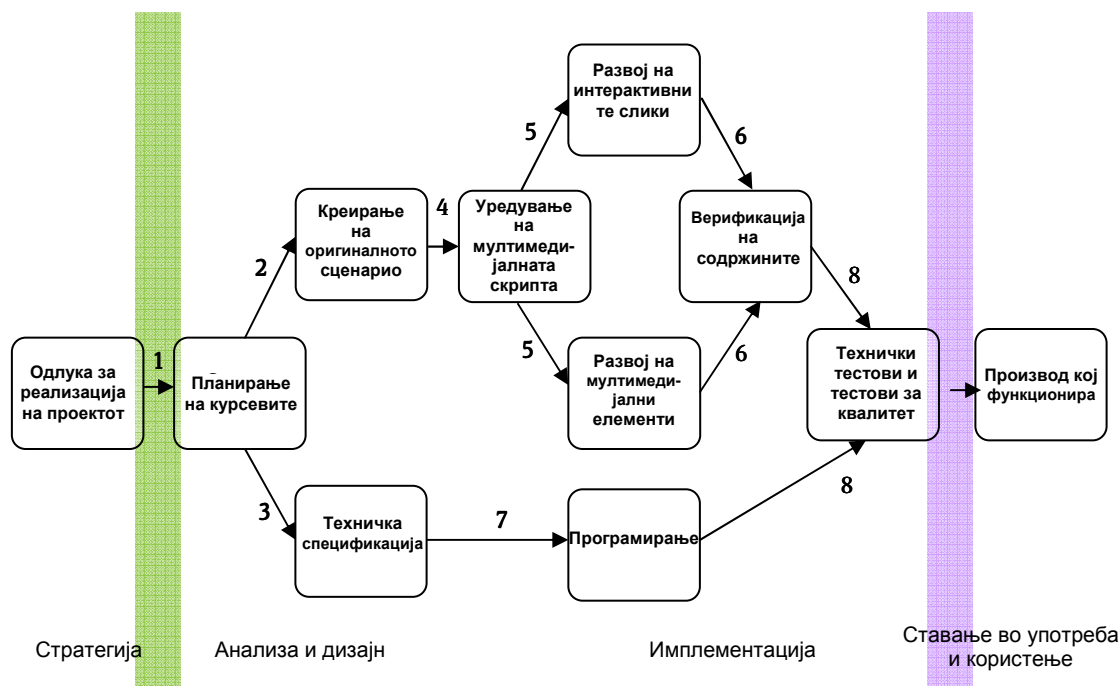 Развој на
интерактивни
те слики
5
6
Креирање
на
оригиналното
сценарио
4
Уредување
на
мултимеди-
јалната
скрипта
Верификација
на
содржините
2
8
Одлука за
реализација
на проектот
1
Планирање
на курсевите
5
Развој на
мултимеди-
јални
елементи
6
Технички
тестови и
тестови за
квалитет
Производ кој
функционира
3
Техничка
спецификација
7
Програмирање
8
Стратегија
Анализа и дизајн
Имплементација
Ставање во употреба
и користење